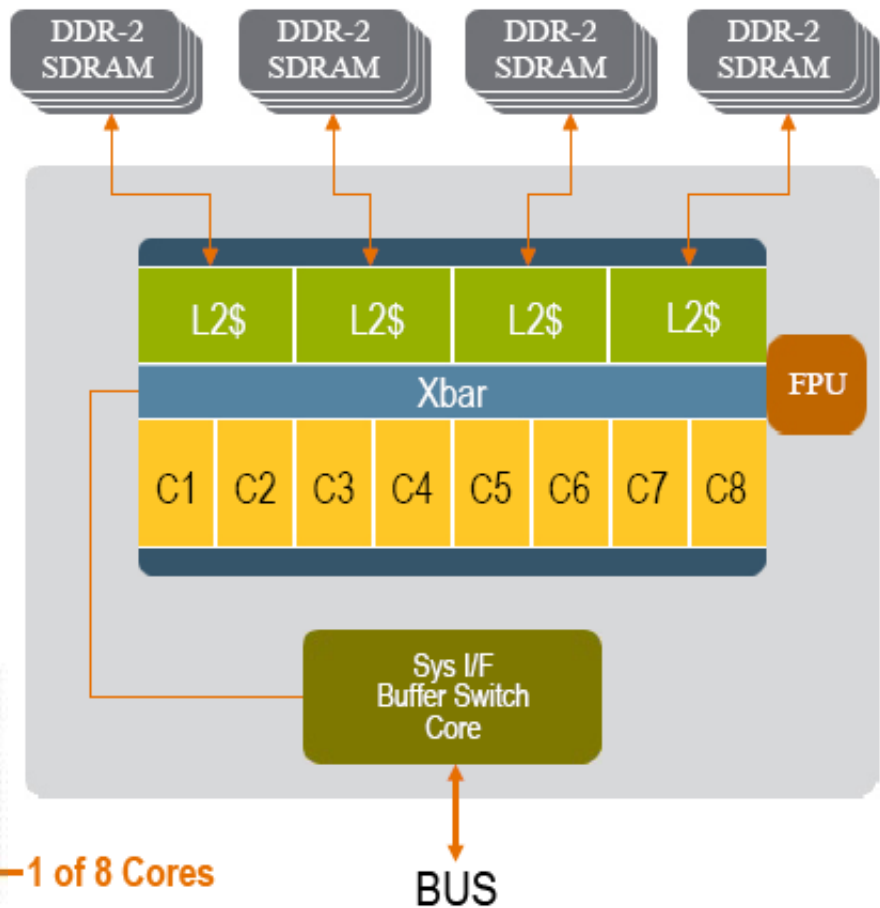 DDR-2
SDRAM
DDR-2
SDRAM
DDR-2
SDRAM
DDR-2
SDRAM
L2$
L2$
L2$
L2$
Xbar
FPU
C1
C2
C3
C4
C5
C6
C7
C8
Sys I/F
Buffer Switch
Core
1 of 8 Cores
BUS